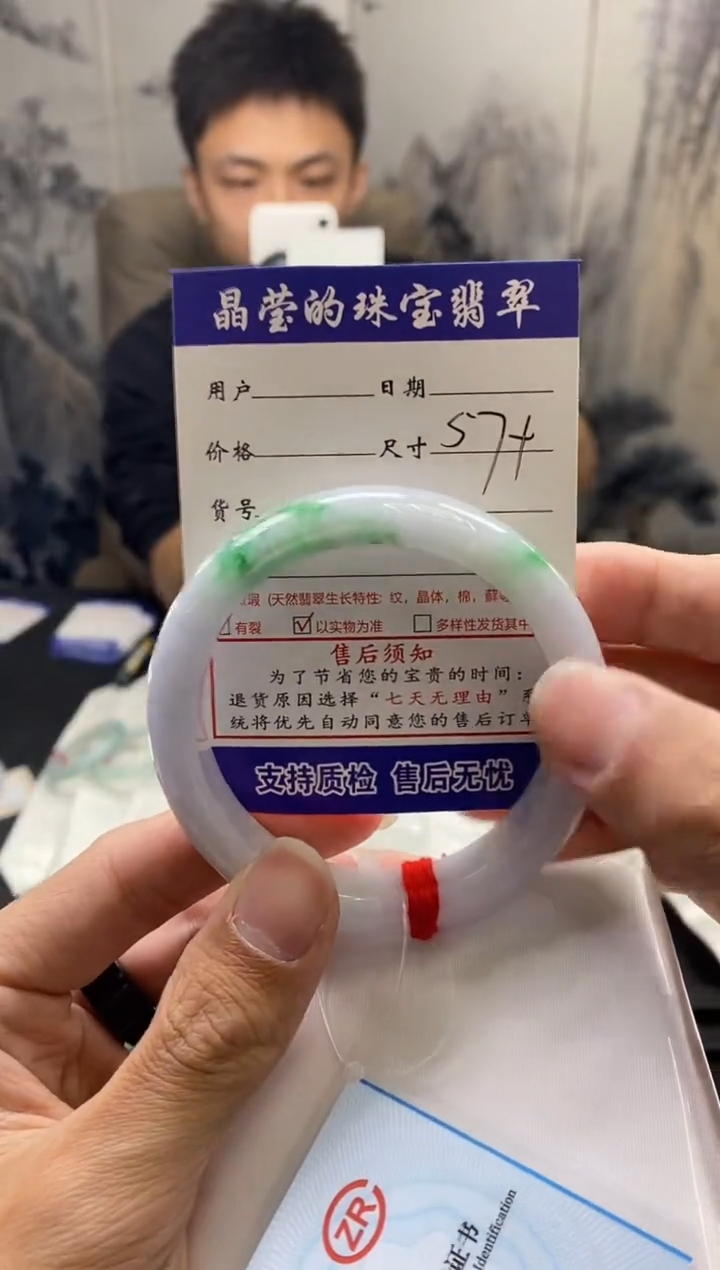 晶莹的珠宝翡翠
用户 日期
价格 尺寸 57+
货号
瑕 (天然翡翠生长特性: 纹, 晶体, 棉, 藓
有裂 ☑以实物为准 □多样性发货其中
售后须知
为了节省您的宝贵的时间:
退货原因选择“七天无理由” 系
统将优先自动同意您的售后订单
支持质检 售后无忧
ZR
证书
Identification